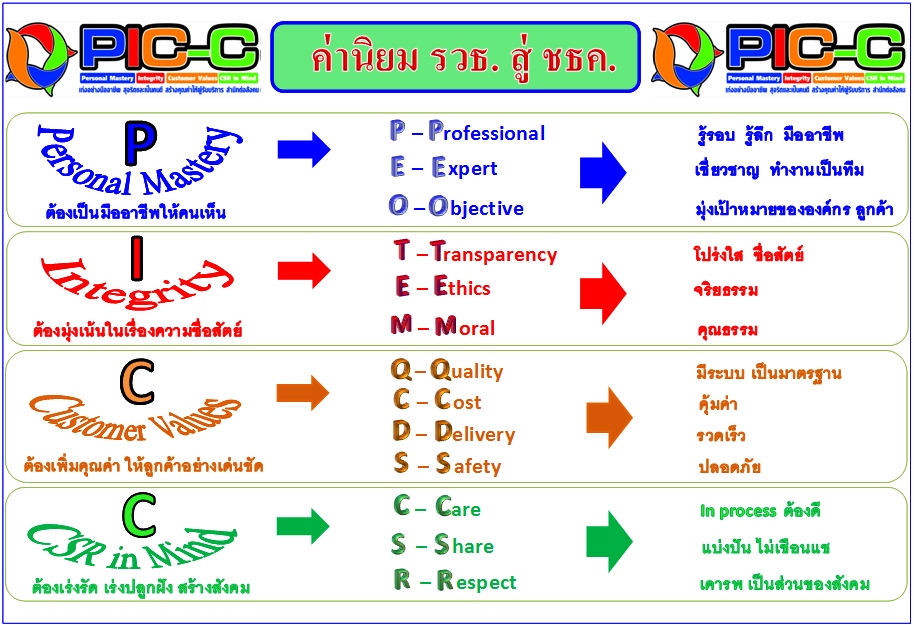 PIC-C
Personal Mastery Integrity Customer Values CSR in Mind
เก่งอย่างมืออาชีพ สุจริตและเป็นคนดี สร้างคุณค่าให้ผู้รับบริการ สำนึกต่อสังคม
ค่านิยม รวธ. สู่ ชธค.
PIC-C
Personal Mastery Integrity Customer Values CSR in Mind
เก่งอย่างมืออาชีพ สุจริตและเป็นคนดี สร้างคุณค่าให้ผู้รับบริการ สำนึกต่อสังคม
P
Personal Mastery
ต้องเป็นมืออาชีพให้คนเห็น
P – Professional
E – Expert
O – Objective
รู้รอบ รู้ลึก มืออาชีพ
เชี่ยวชาญ ทำงานเป็นทีม
มุ่งเป้าหมายขององค์กร ลูกค้า
I
Integrity
ต้องมุ่งเน้นในเรื่องความซื่อสัตย์
T – Transparency
E – Ethics
M – Moral
โปร่งใส ซื่อสัตย์
จริยธรรม
คุณธรรม
C
Customer Values
ต้องเพิ่มคุณค่า ให้ลูกค้าอย่างเด่นชัด
Q – Quality
C – Cost
D – Delivery
S – Safety
มีระบบ เป็นมาตรฐาน
คุ้มค่า
รวดเร็ว
ปลอดภัย
C
CSR in Mind
ต้องเร่งรัด เร่งปลูกฝัง สร้างสังคม
C – Care
S – Share
R – Respect
In process ต้องดี
แบ่งปัน ไม่เชือนแช
เคารพ เป็นส่วนของสังคม